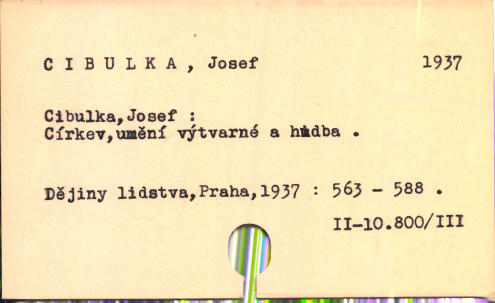 C I B U L K A , Josef 1937
Cibulka,Josef :
Církev,umění výtvarné a hudba .
Dějiny lidstva,Praha,1937 : 563 - 588 .
II-10.800/III